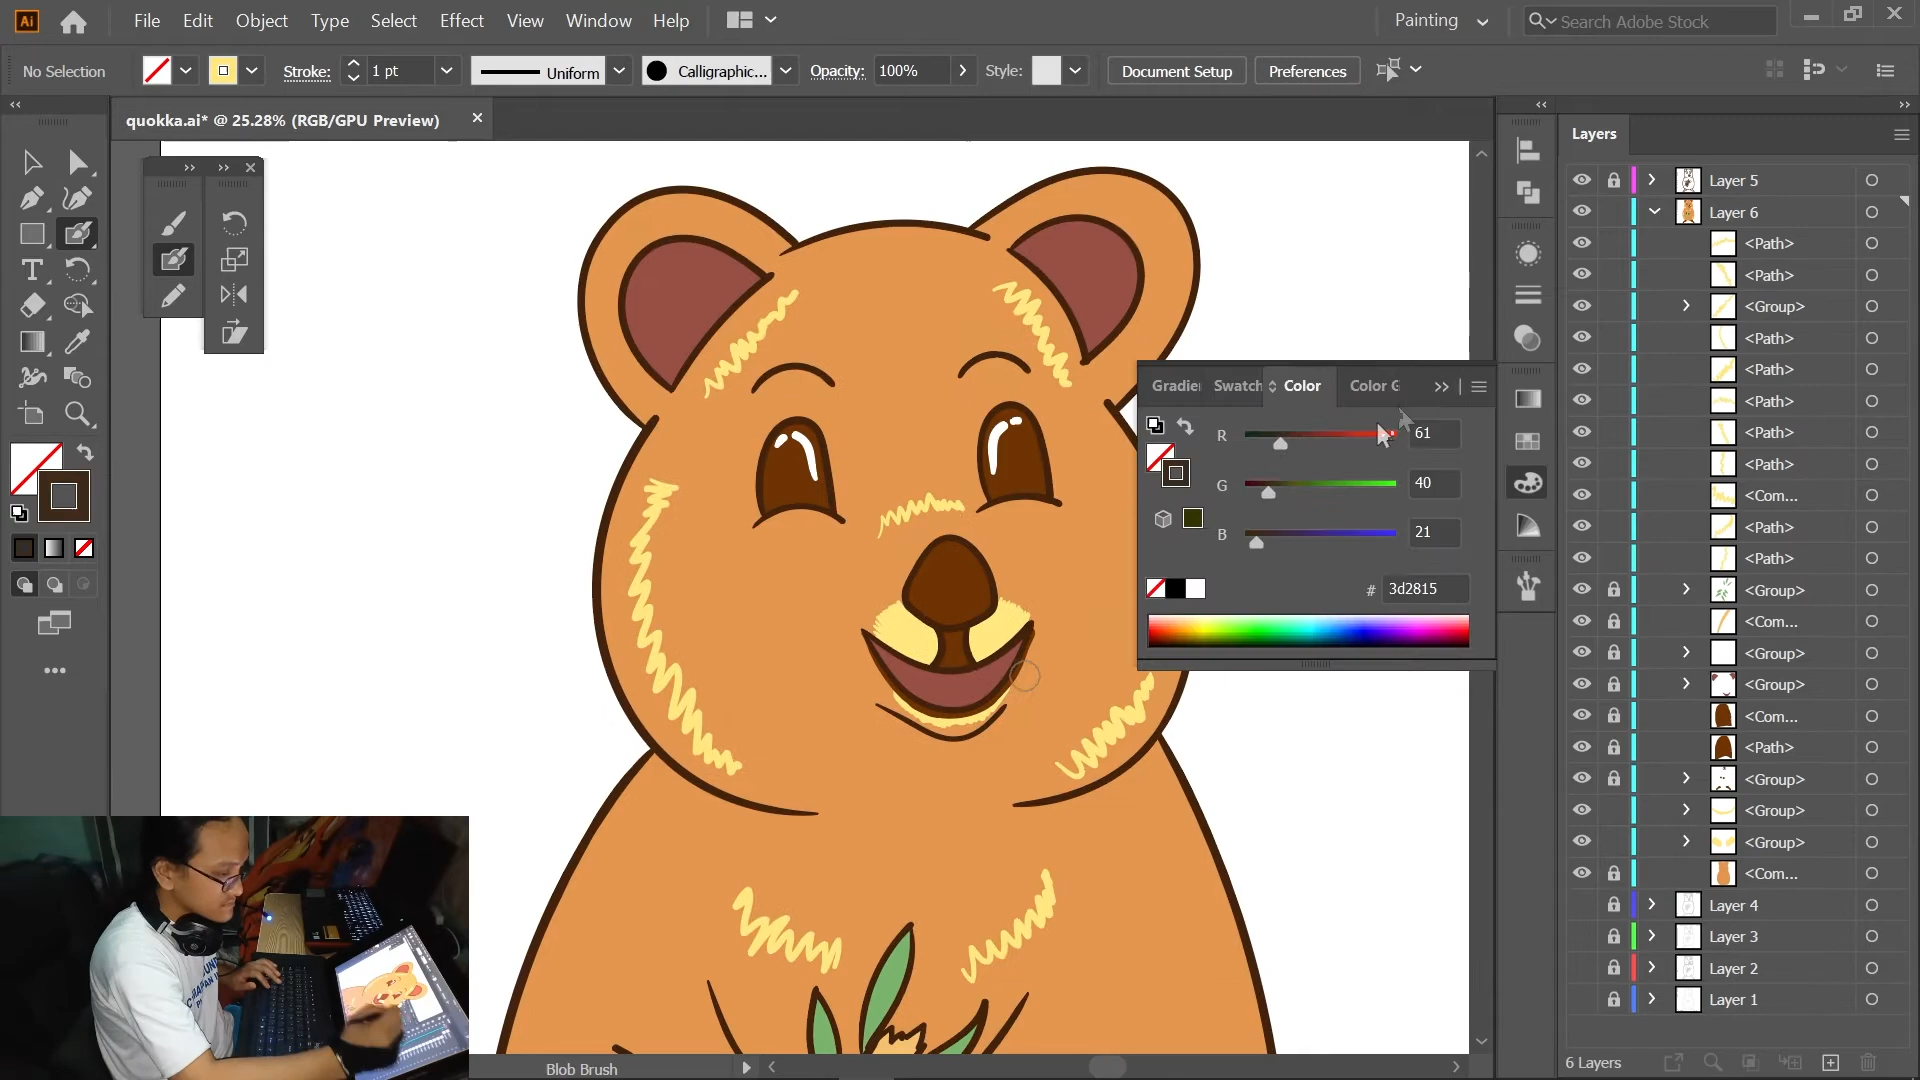 Ai File Edit Object Type Select Effect View Window Help Painting Search Adobe Stock
No Selection Stroke: 1 pt Uniform Calligraphic... Opacity: 100% Style: Document Setup Preferences
quokka.ai* @ 25.28% (RGB/GPU Preview)
Layers
Layer 5
Layer 6
<Path>
<Path>
<Group>
<Path>
<Path>
<Path>
<Path>
<Path>
<Com...
<Path>
<Path>
<Group>
<Com...
<Group>
<Group>
<Com...
<Path>
<Group>
<Group>
<Group>
<Com...
Layer 4
Layer 3
Layer 2
Layer 1
6 Layers
Gradie Swatch Color Color G
R 61
G 40
B 21
# 3d2815
Blob Brush